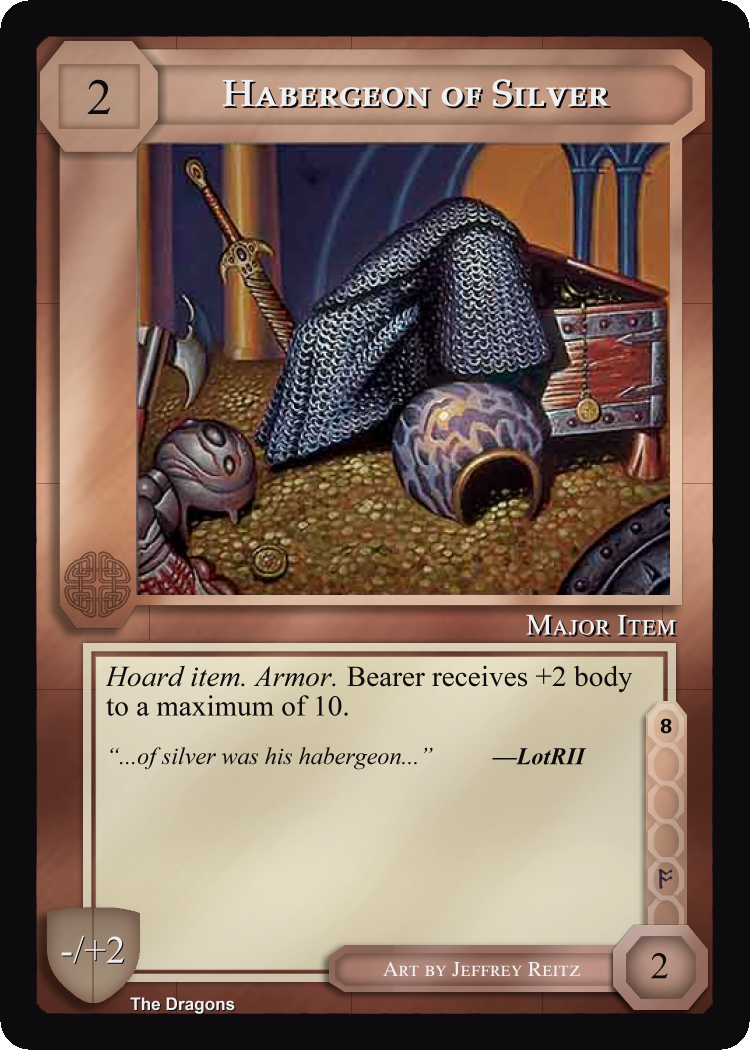 2
Habergeon of Silver
Major Item
Hoard item. Armor. Bearer receives +2 body
to a maximum of 10.
“...of silver was his habergeon...” —LotRII
8
ᚩ
-/+2
Art by Jeffrey Reitz
2
The Dragons